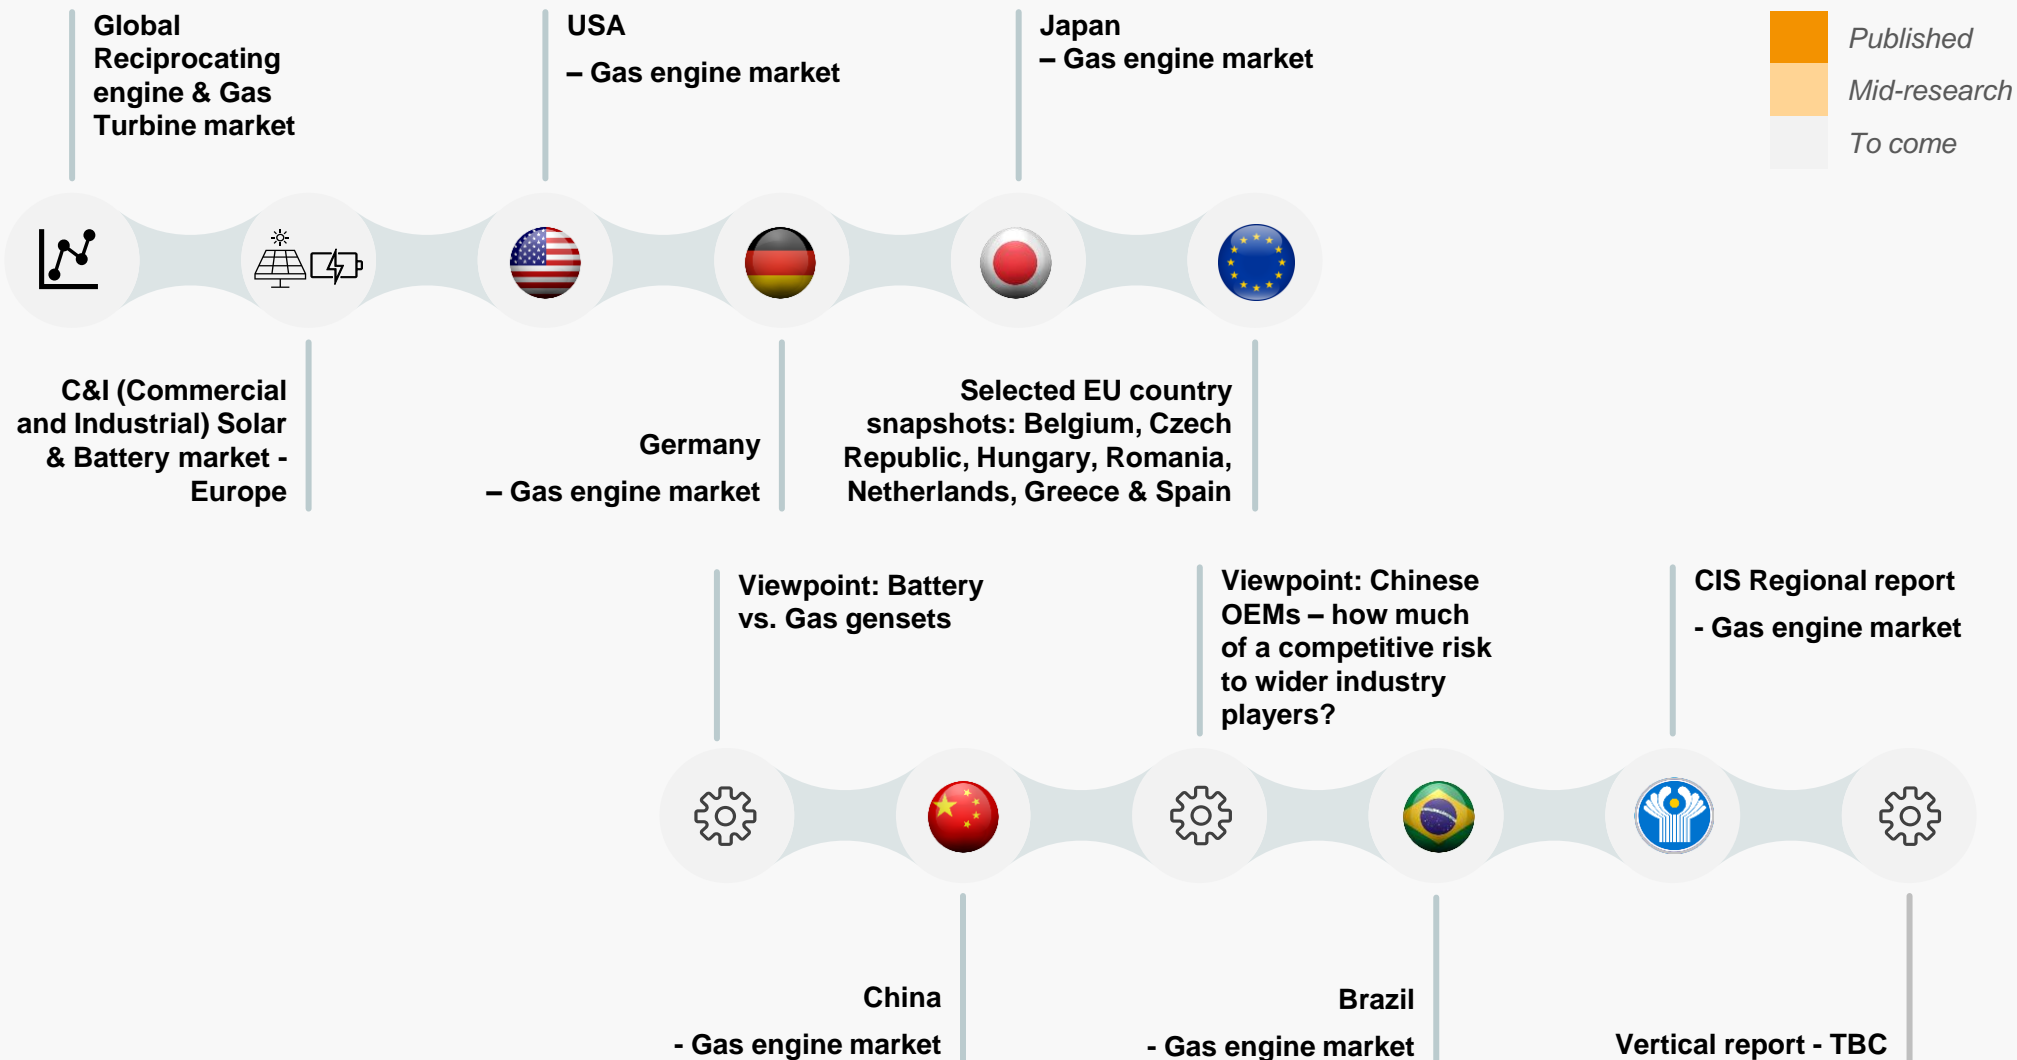 Global
Reciprocating
engine & Gas
Turbine market
USA
– Gas engine market
Japan
– Gas engine market
Published
Mid-research
To come
C&I (Commercial
and Industrial) Solar
& Battery market -
Europe
Germany
– Gas engine market
Selected EU country
snapshots: Belgium, Czech
Republic, Hungary, Romania,
Netherlands, Greece & Spain
Viewpoint: Battery
vs. Gas gensets
Viewpoint: Chinese
OEMs – how much
of a competitive risk
to wider industry
players?
CIS Regional report
- Gas engine market
China
- Gas engine market
Brazil
- Gas engine market
Vertical report - TBC